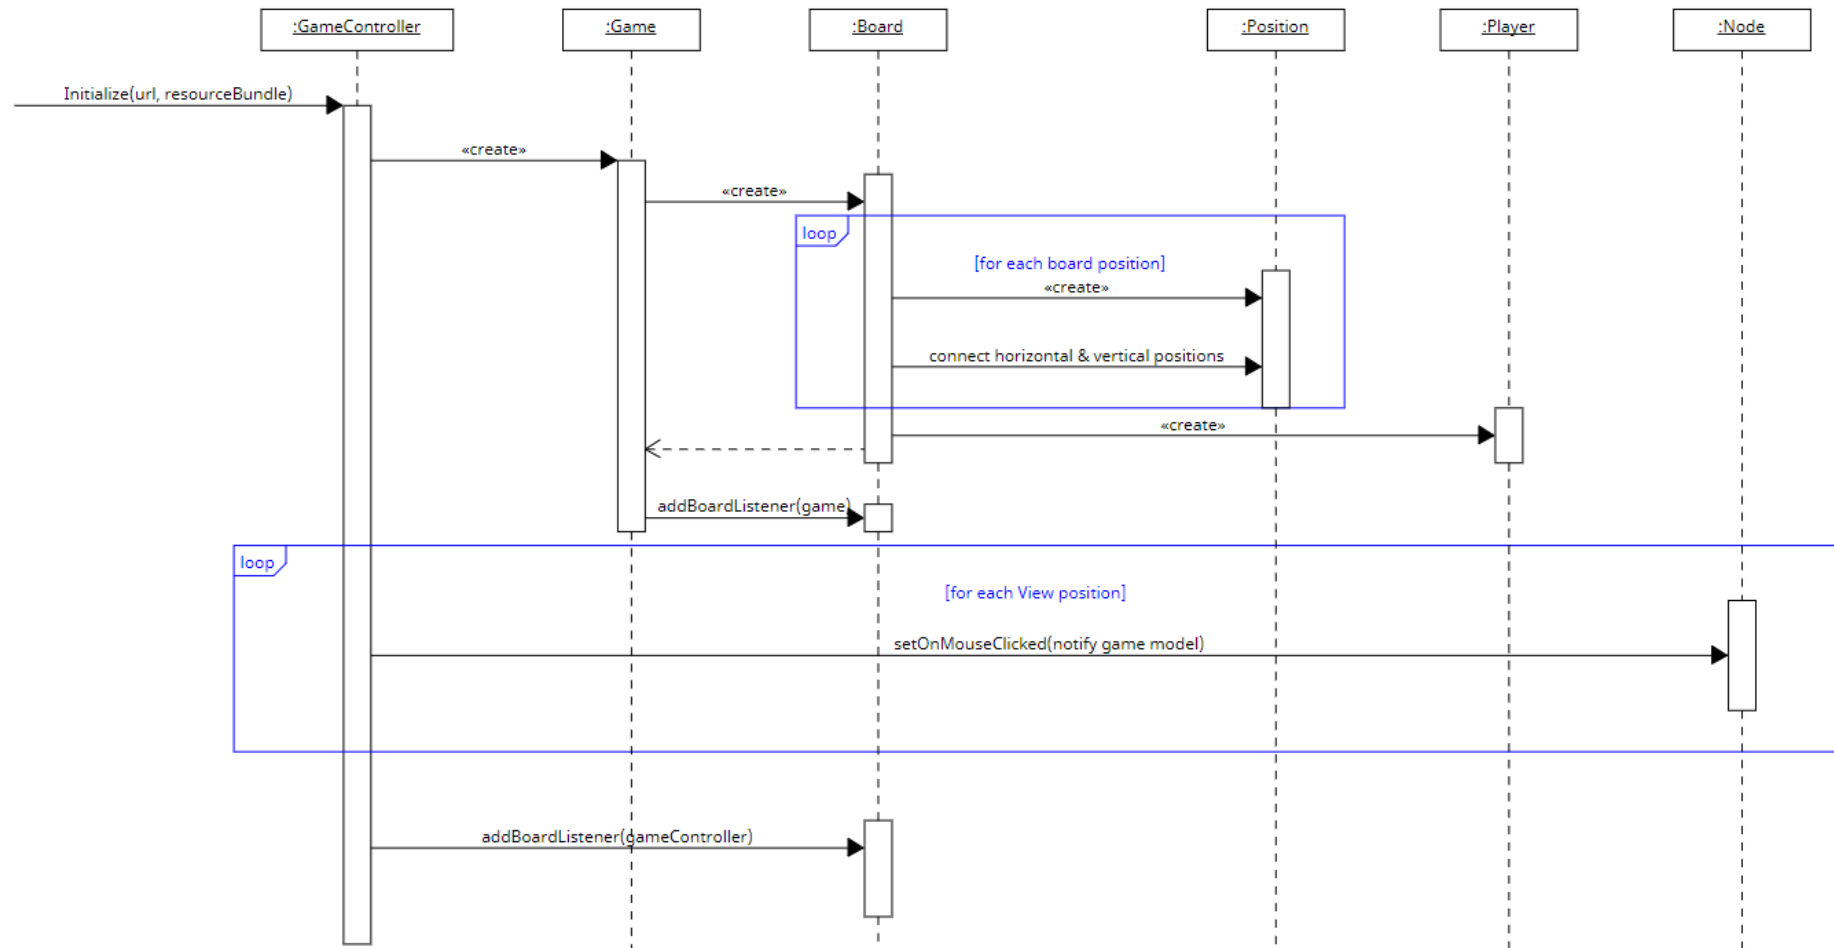 :GameController
:Game
:Board
:Position
:Player
:Node
Initialize(url, resourceBundle)
«create»
«create»
loop
[for each board position]
«create»
connect horizontal & vertical positions
«create»
addBoardListener(game)
loop
[for each View position]
setOnMouseClicked(notify game model)
addBoardListener(gameController)